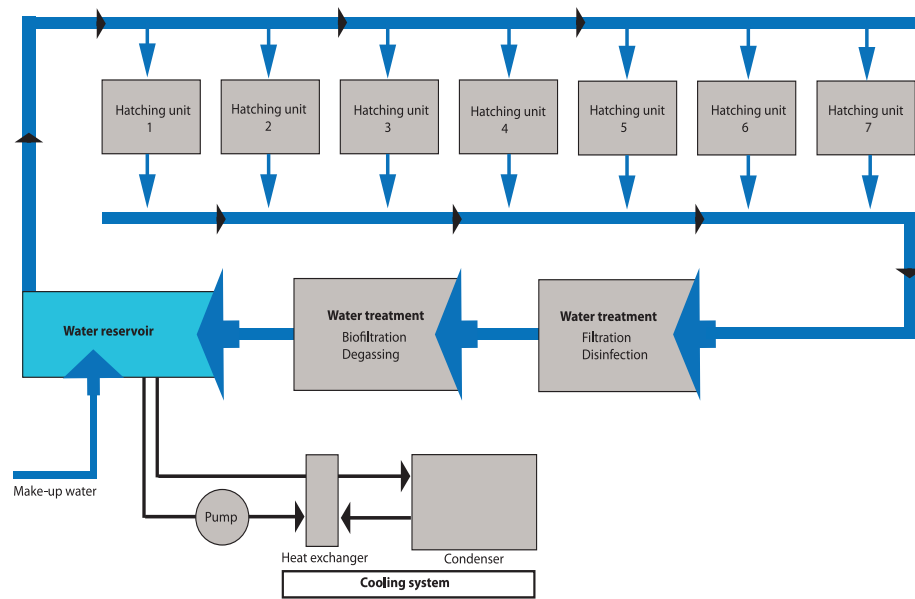 Hatching unit
1
Hatching unit
2
Hatching unit
3
Hatching unit
4
Hatching unit
5
Hatching unit
6
Hatching unit
7
Water reservoir
Water treatment
Biofiltration
Degassing
Water treatment
Filtration
Disinfection
Make-up water
Pump
Heat exchanger
Condenser
Cooling system